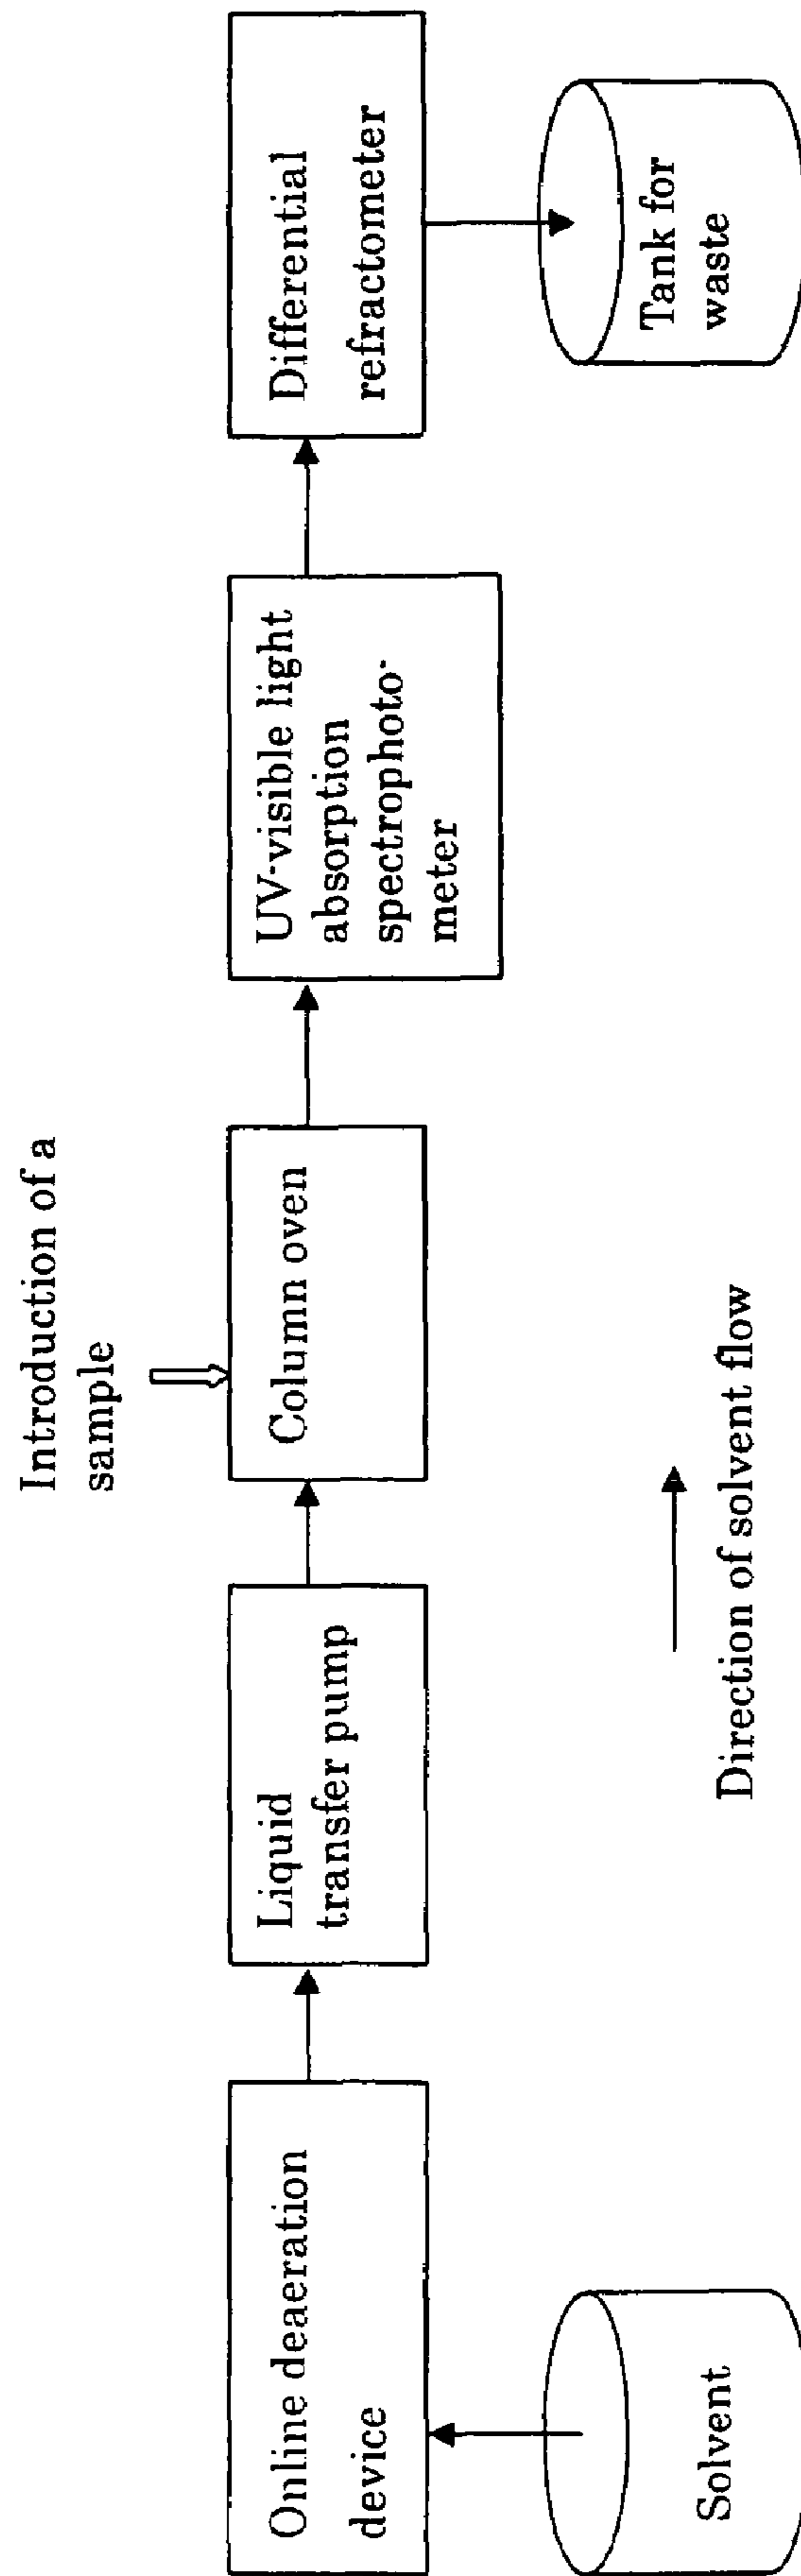 Introduction of a
sample
Online deaeration
device
Liquid
transfer pump
Column oven
UV-visible light
absorption
spectrophoto-
meter
Differential
refractometer
Solvent
Direction of solvent flow
Tank for
waste